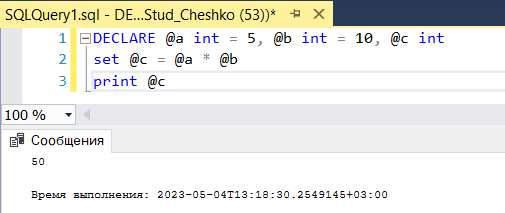 SQLQuery1.sql - DE...Stud_Cheshko (53))*
1 DECLARE @a int = 5, @b int = 10, @c int
2 set @c = @a * @b
3 print @c
100 %
Сообщения
50
Время выполнения: 2023-05-04T13:18:30.2549145+03:00